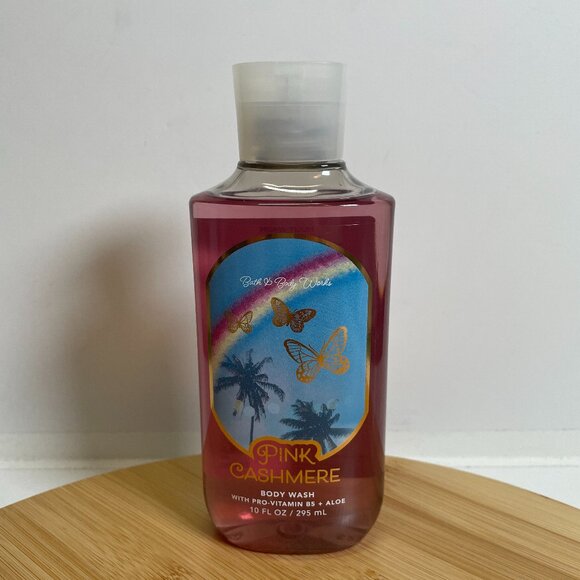 Bath & Body Works
PINK
CASHMERE
BODY WASH
WITH PRO-VITAMIN B5 + ALOE
10 FL OZ / 295 mL